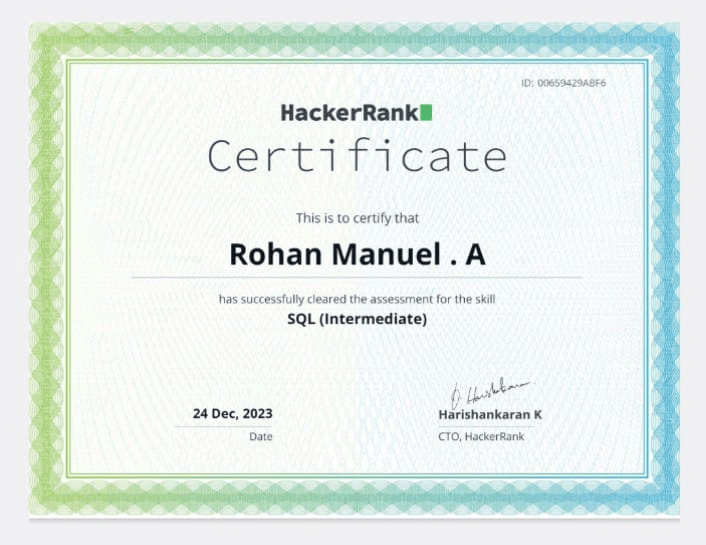 ID: 00659429ABF6
HackerRank
Certificate
This is to certify that
Rohan Manuel . A
has successfully cleared the assessment for the skill
SQL (Intermediate)
D. Harishankaran
24 Dec, 2023
Harishankaran K
Date
CTO, HackerRank